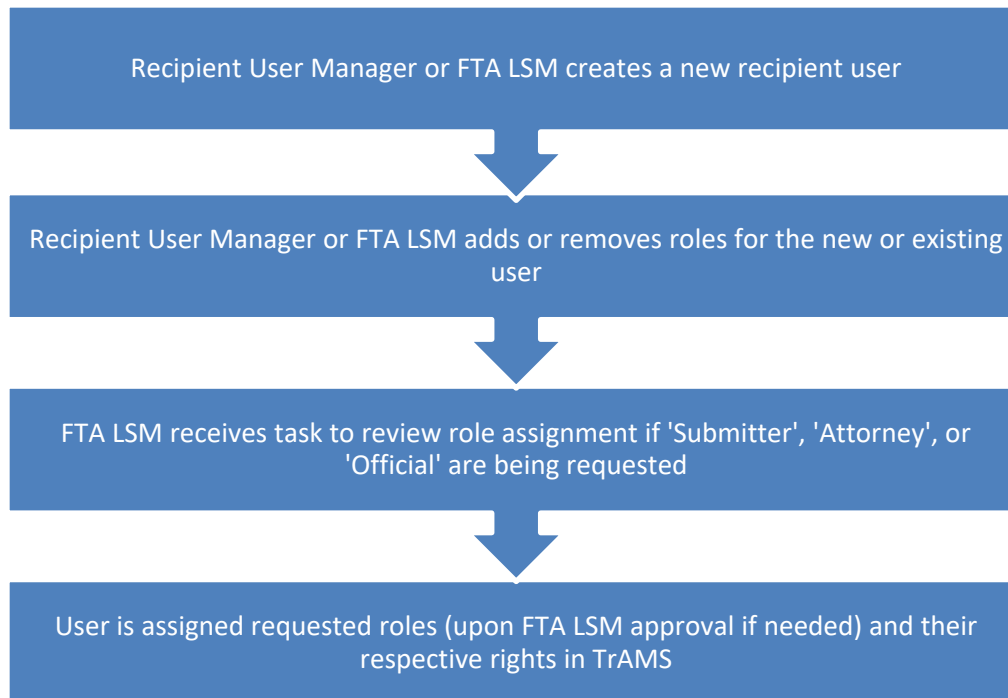 Recipient User Manager or FTA LSM creates a new recipient user
Recipient User Manager or FTA LSM adds or removes roles for the new or existing
user
FTA LSM receives task to review role assignment if 'Submitter', 'Attorney', or
'Official' are being requested
User is assigned requested roles (upon FTA LSM approval if needed) and their
respective rights in TrAMS